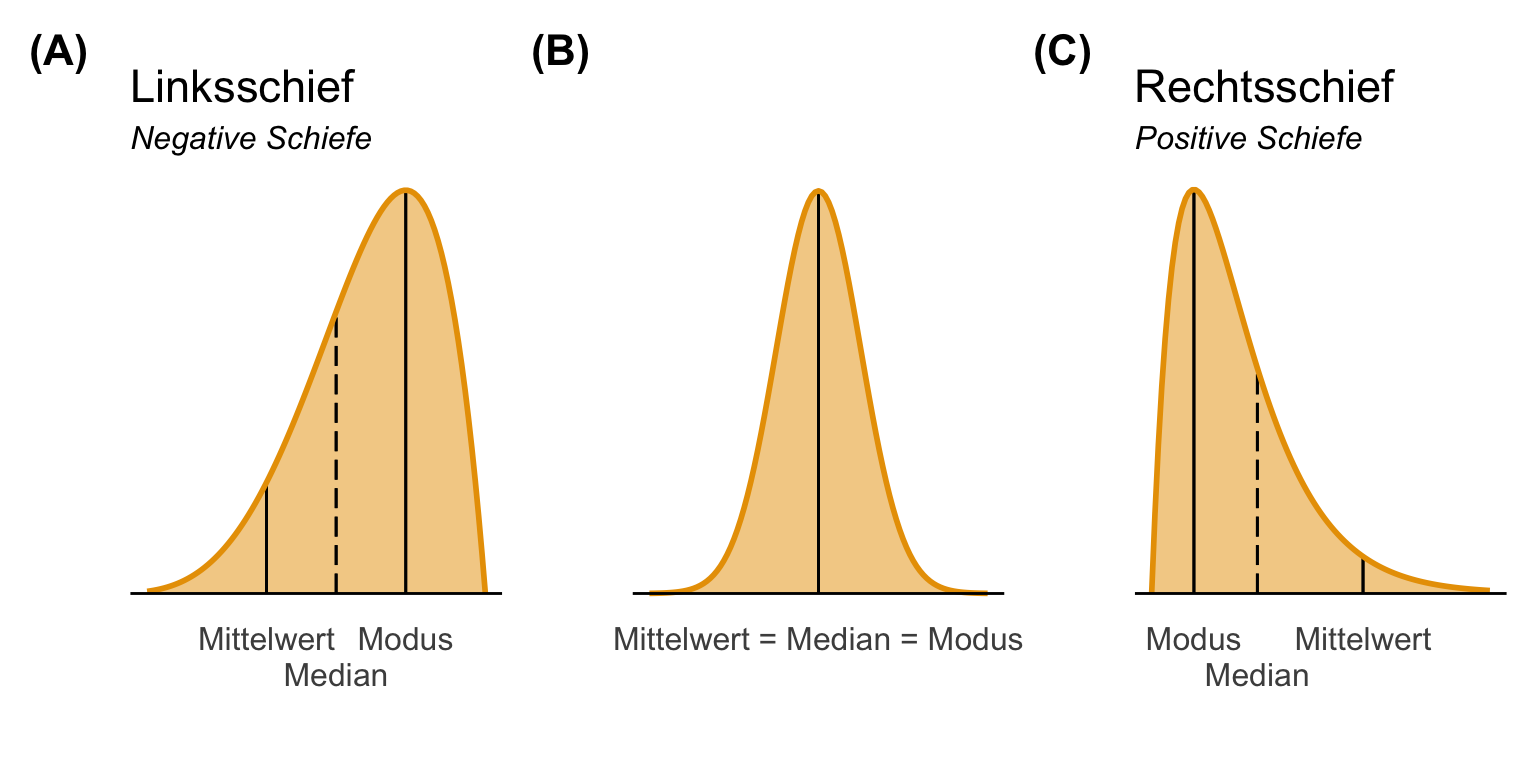 (A)
Linksschief
Negative Schiefe
Mittelwert Modus
Median
(B)
Mittelwert = Median = Modus
(C)
Rechtsschief
Positive Schiefe
Modus Mittelwert
Median